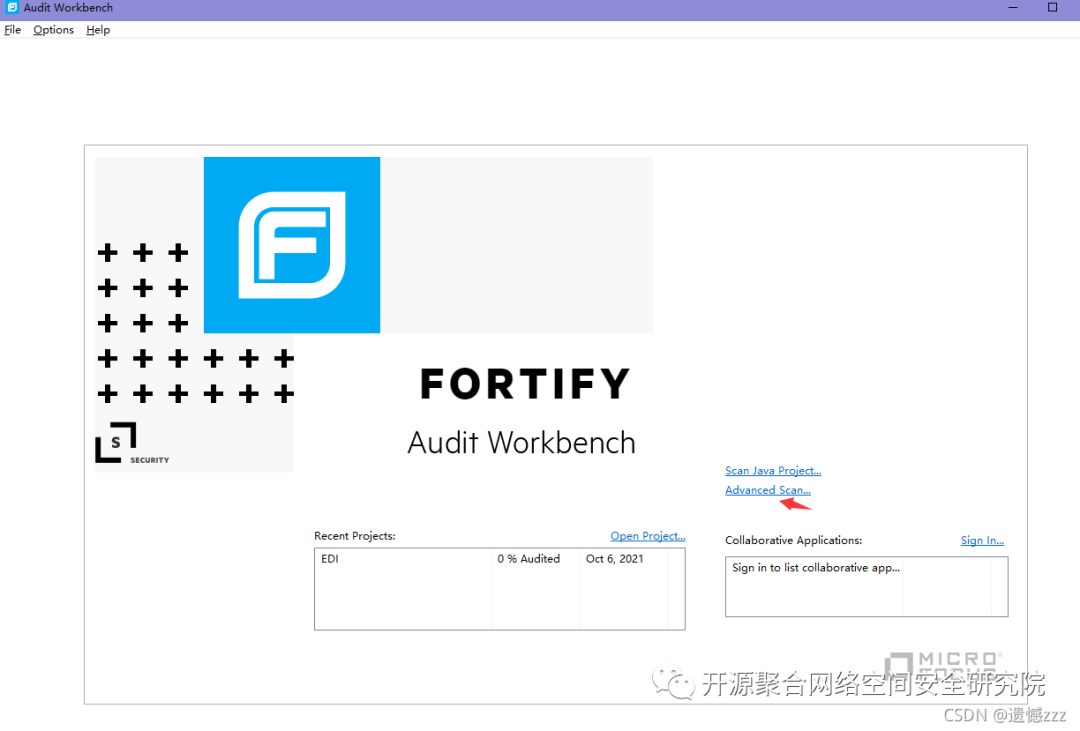 Audit Workbench
File Options Help
S
SECURITY
FORTIFY
Audit Workbench
Scan Java Project...
Advanced Scan...
Recent Projects: Open Project...
EDI 0 % Audited Oct 6, 2021
Collaborative Applications: Sign In...
Sign in to list collaborative app...
MICRO
FOCUS
开源聚合网络空间安全研究院
CSDN @遗憾zzz